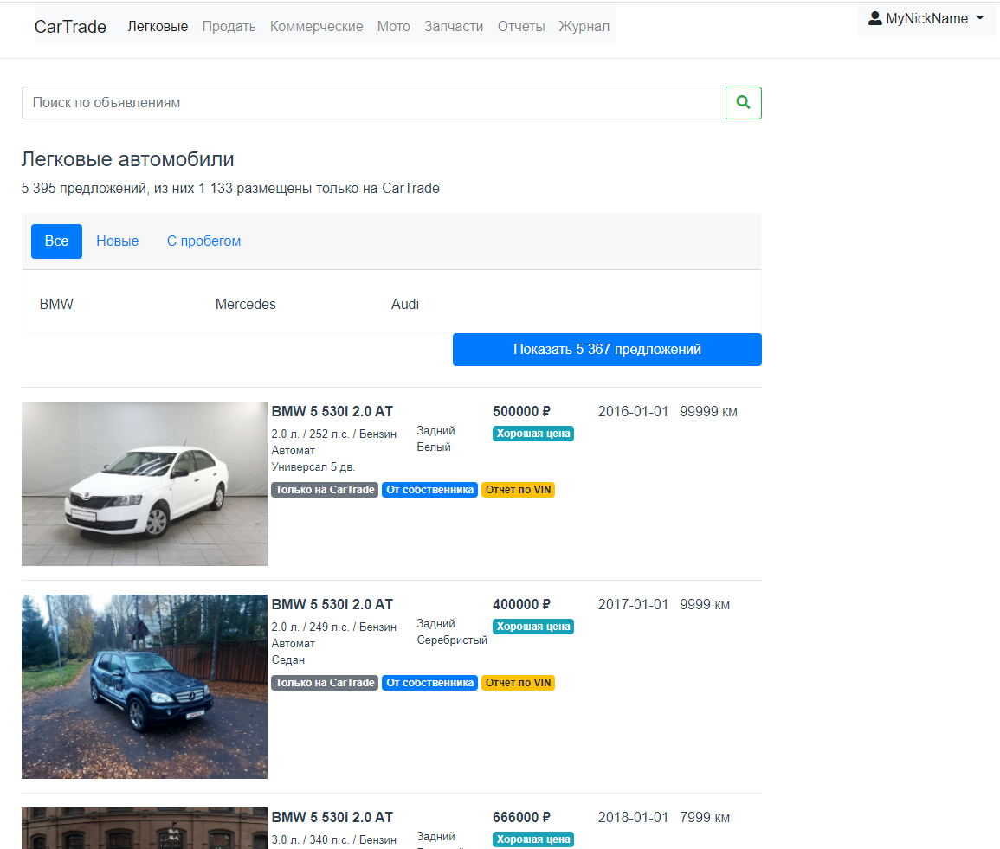 CarTrade Легковые Продать Коммерческие Мото Запчасти Отчеты Журнал MyNickName
Поиск по объявлениям
Легковые автомобили
5 395 предложений, из них 1 133 размещены только на CarTrade
Все Новые С пробегом
BMW Mercedes Audi
Показать 5 367 предложений
BMW 5 530i 2.0 AT 500000 ₽ 2016-01-01 99999 км
2.0 л. / 252 л.с. / Бензин Задний Хорошая цена
Автомат Белый
Универсал 5 дв.
Только на CarTrade От собственника Отчет по VIN
BMW 5 530i 2.0 AT 400000 ₽ 2017-01-01 9999 км
2.0 л. / 249 л.с. / Бензин Задний Хорошая цена
Автомат Серебристый
Седан
Только на CarTrade От собственника Отчет по VIN
BMW 5 530i 2.0 AT 666000 ₽ 2018-01-01 7999 км
3.0 л. / 340 л.с. / Бензин Задний Хорошая цена